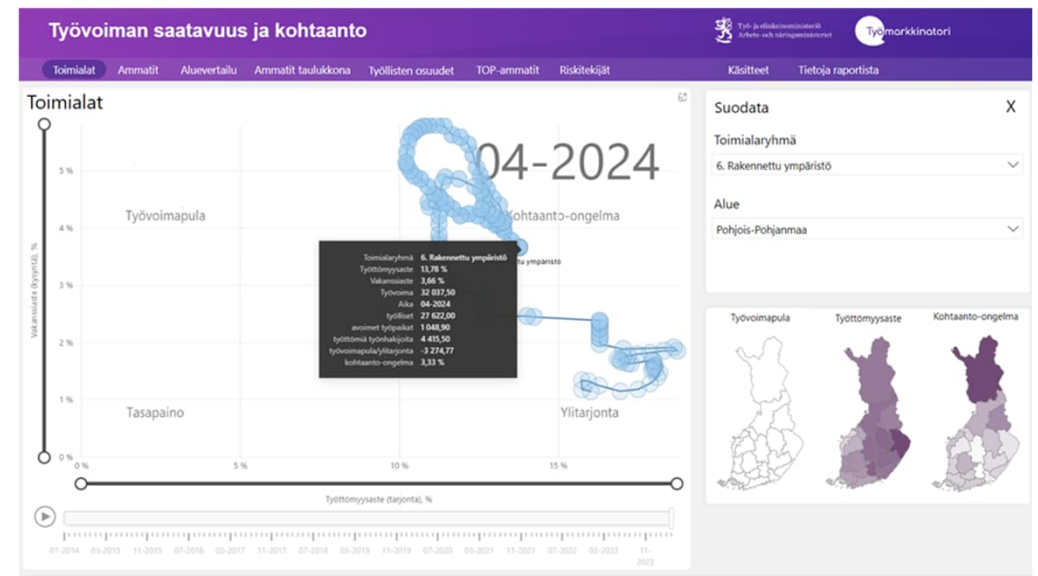 Työvoiman saatavuus ja kohtaanto
Työ- ja elinkeinoministeriö
Arbets- och näringsministeriet
Työmarkkinatori
Toimialat Ammatit Aluevertailu Ammatit taulukkona Työllisten osuudet TOP-ammatit Riskitekijät Käsitteet Tietoja raportista
Toimialat
04-2024
5 %
Työvoimapula
Kohtaanto-ongelma
4 %
tu ympäristö
Toimialaryhmä 6. Rakennettu ympäristö
Työttömyysaste 13,78 %
Vakanssiaste 3,66 %
Työvoima 32 037,50
Aika 04-2024
työlliset 27 622,00
avoimet työpaikat 1 048,90
työttömiä työnhakijoita 4 415,50
työvoimapula/ylitarjonta -3 274,77
kohtaanto-ongelma 3,33 %
Vakanssiaste (kysyntä), %
3 %
2 %
1 %
Tasapaino
Ylitarjonta
0 %
0 % 5 % 10 % 15 %
Työttömyysaste (tarjonta), %
07-2014 03-2015 11-2015 07-2016 03-2017 11-2017 07-2018 03-2019 11-2019 07-2020 03-2021 11-2021 07-2022 03-2023 11-
2023
Suodata X
Toimialaryhmä
6. Rakennettu ympäristö
Alue
Pohjois-Pohjanmaa
Työvoimapula Työttömyysaste Kohtaanto-ongelma